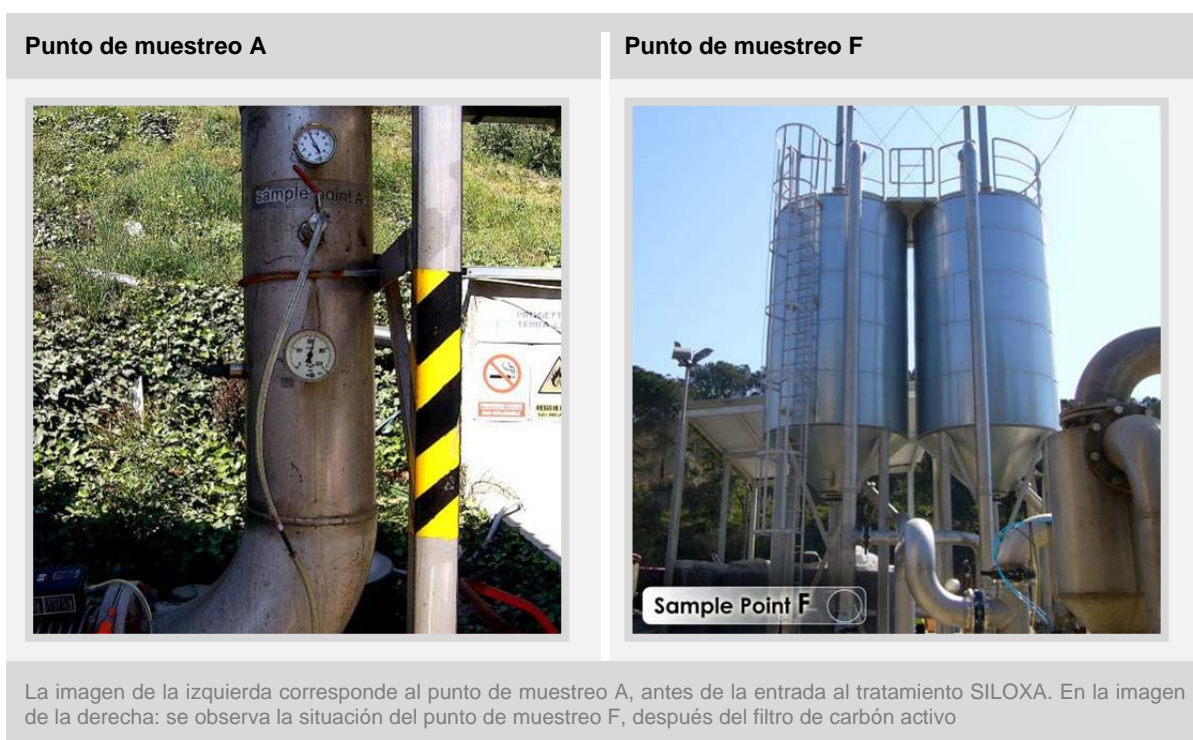 Punto de muestreo A
Punto de muestreo F
sample point A
PROGETT
Sample Point F
La imagen de la izquierda corresponde al punto de muestreo A, antes de la entrada al tratamiento SILOXA. En la imagen
de la derecha: se observa la situación del punto de muestreo F, después del filtro de carbón activo